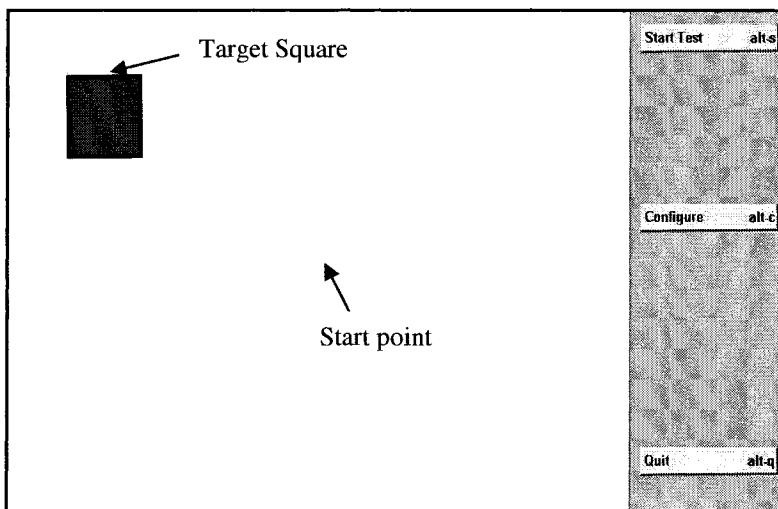 Target Square
Start Test alt-s
Configure alt-c
Start point
Quit alt-q